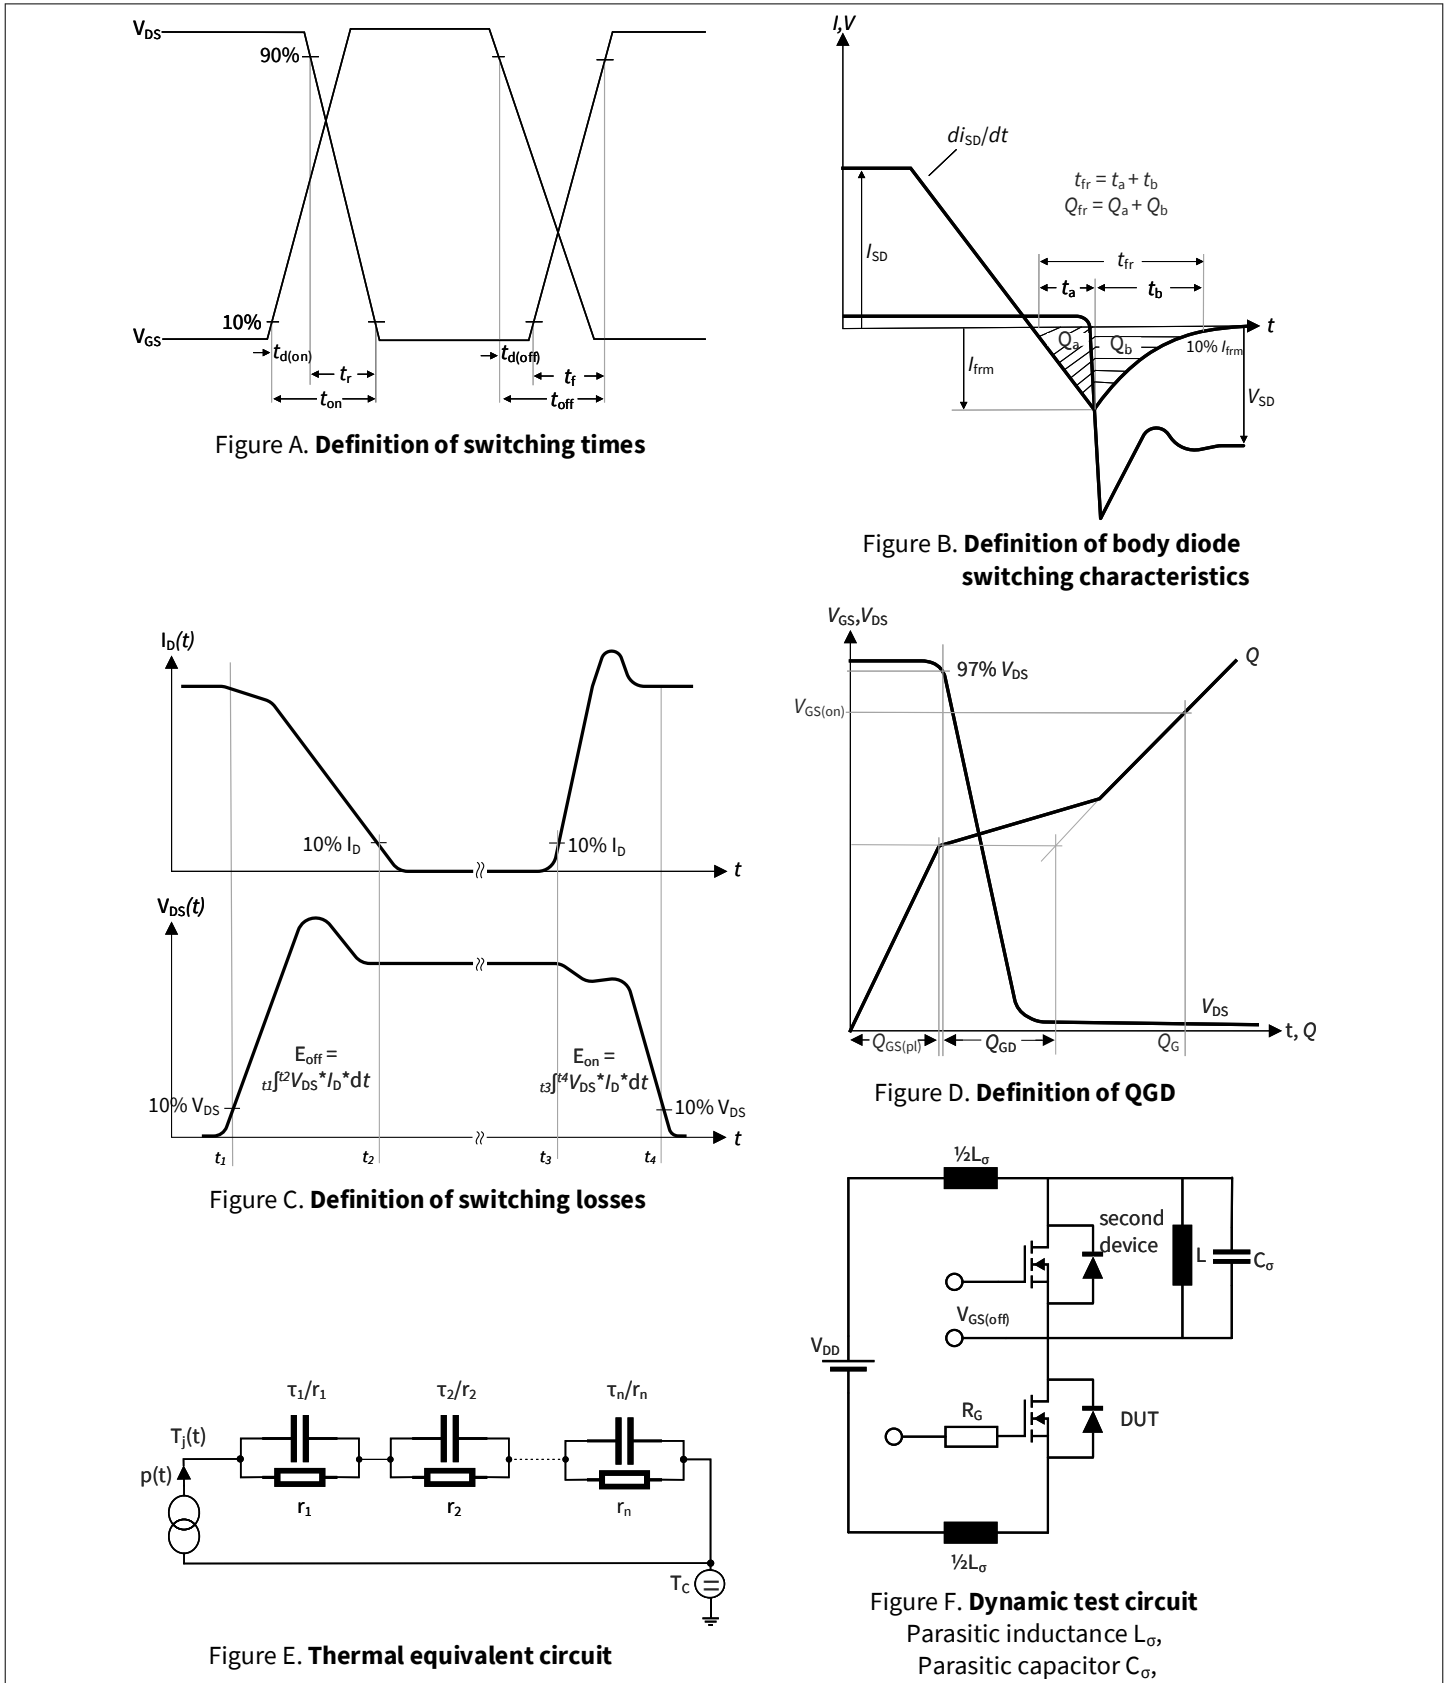 V_DS
90%
10%
V_GS
t_d(on)
t_d(off)
t_r
t_f
t_on
t_off
Figure A. Definition of switching times
I,V
di_SD/dt
t_fr = t_a + t_b
Q_fr = Q_a + Q_b
I_SD
t_fr
t_a
t_b
t
Q_a
Q_b
10% I_frm
I_frm
V_SD
Figure B. Definition of body diode
switching characteristics
I_D(t)
10% I_D
10% I_D
t
V_DS(t)
E_off =
t1∫t2 V_DS*I_D*dt
E_on =
t3∫t4 V_DS*I_D*dt
10% V_DS
10% V_DS
t
t_1
t_2
t_3
t_4
Figure C. Definition of switching losses
V_GS,V_DS
Q
97% V_DS
V_GS(on)
V_DS
t, Q
Q_GS(pl)
Q_GD
Q_G
Figure D. Definition of QGD
τ_1/r_1
τ_2/r_2
τ_n/r_n
T_j(t)
p(t)
r_1
r_2
r_n
T_C
Figure E. Thermal equivalent circuit
½L_σ
second
device
L
C_σ
V_GS(off)
V_DD
R_G
DUT
½L_σ
Figure F. Dynamic test circuit
Parasitic inductance L_σ,
Parasitic capacitor C_σ,